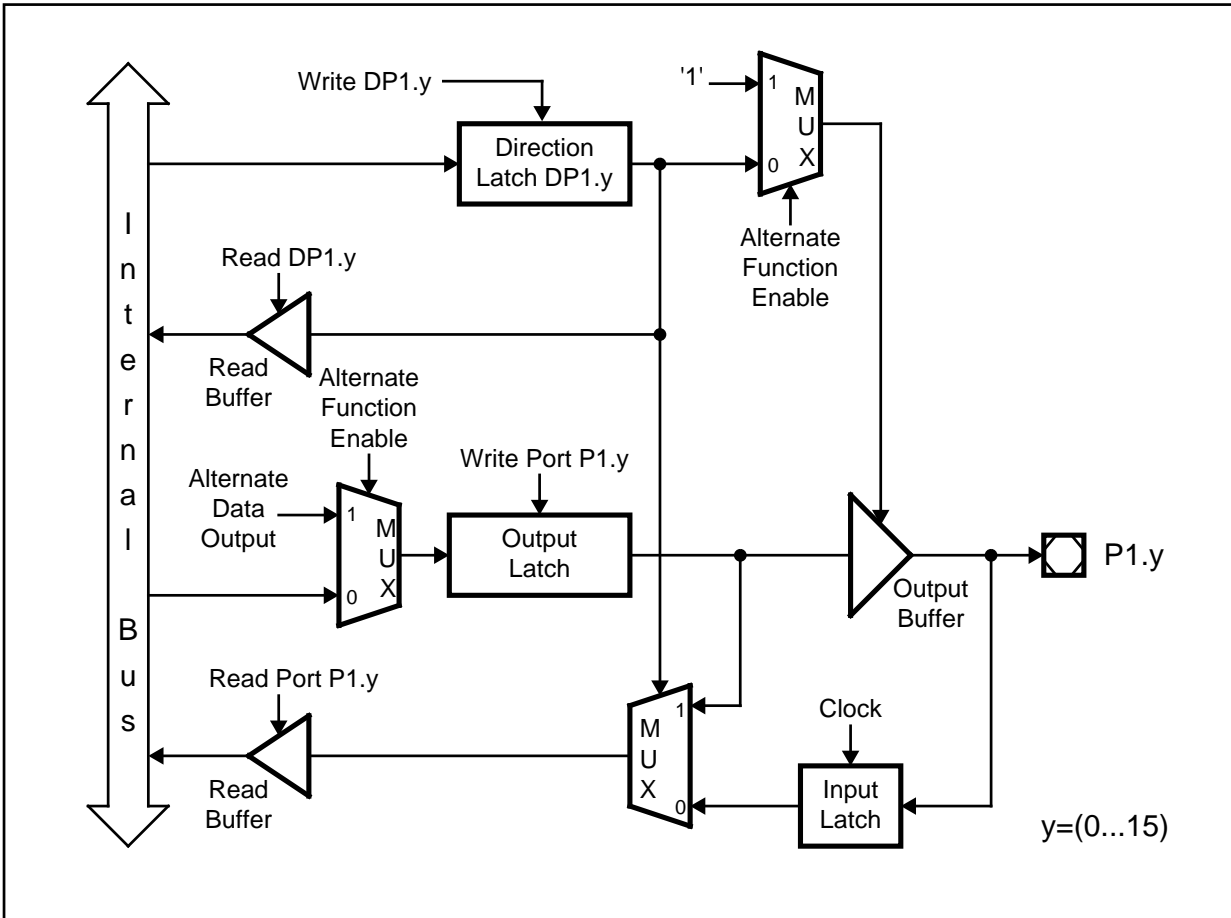 Write DP1.y
'1'
1
M
U
X
0
Direction
Latch DP1.y
Alternate
Function
Enable
Internal Bus
Read DP1.y
Read
Buffer
Alternate
Function
Enable
Write Port P1.y
Alternate
Data
Output
1
M
U
X
0
Output
Latch
Output
Buffer
P1.y
Read Port P1.y
Read
Buffer
1
M
U
X
0
Clock
Input
Latch
y=(0...15)